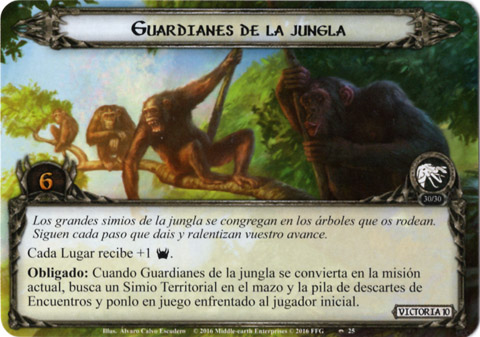 Guardianes de la jungla
6
30/30
Los grandes simios de la jungla se congregan en los árboles que os rodean.
Siguen cada paso que dais y ralentizan vuestro avance.
Cada Lugar recibe +1 .
Obligado: Cuando Guardianes de la jungla se convierta en la misión
actual, busca un Simio Territorial en el mazo y la pila de descartes de
Encuentros y ponlo en juego enfrentado al jugador inicial.
Victoria 10
Illus. Álvaro Calvo Escudero © 2016 Middle-earth Enterprises © 2016 FFG 25